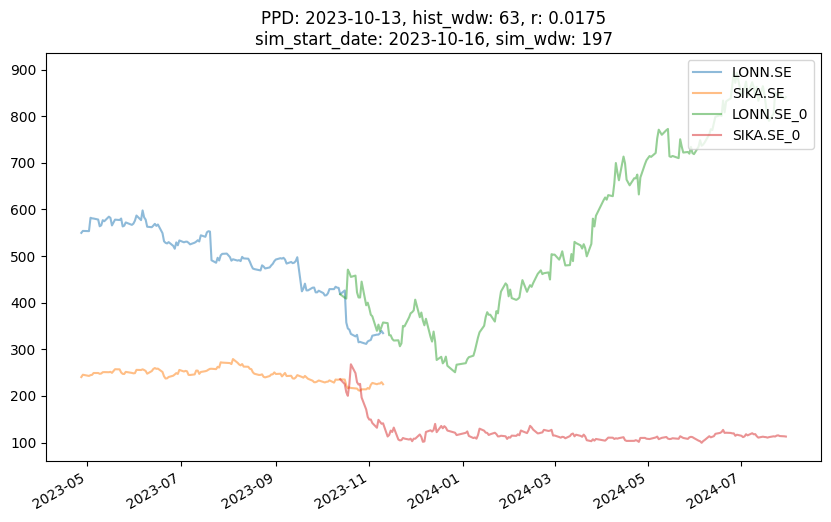 PPD: 2023-10-13, hist_wdw: 63, r: 0.0175
sim_start_date: 2023-10-16, sim_wdw: 197
900
800
700
600
500
400
300
200
100
LONN.SE
SIKA.SE
LONN.SE_0
SIKA.SE_0
2023-05
2023-07
2023-09
2023-11
2024-01
2024-03
2024-05
2024-07